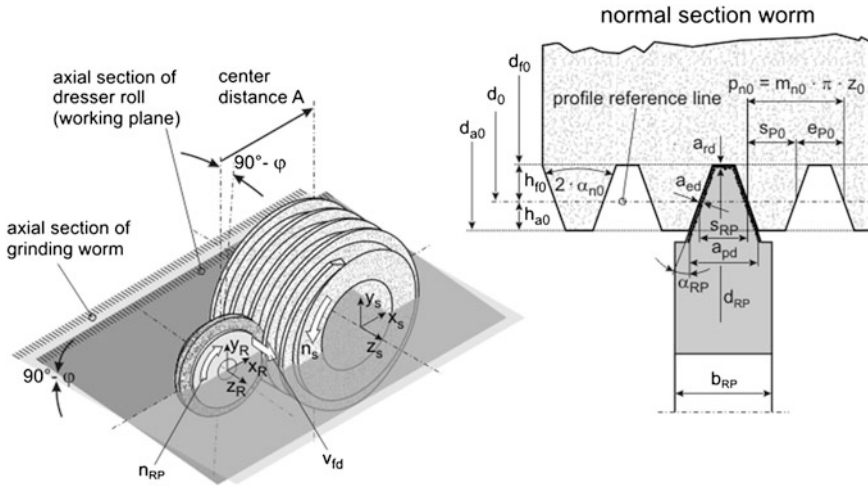 axial section of
dresser roll
(working plane)
center
distance A
90°- φ
axial section of
grinding worm
90°- φ
y_R
x_R
z_R
n_s
y_s
x_s
z_s
n_RP
v_fd
normal section worm
d_f0
d_0
d_a0
profile reference line
p_n0 = m_n0 · π · z_0
s_P0
e_P0
a_rd
h_f0
2 · α_n0
a_ed
h_a0
s_RP
a_pd
α_RP
d_RP
b_RP